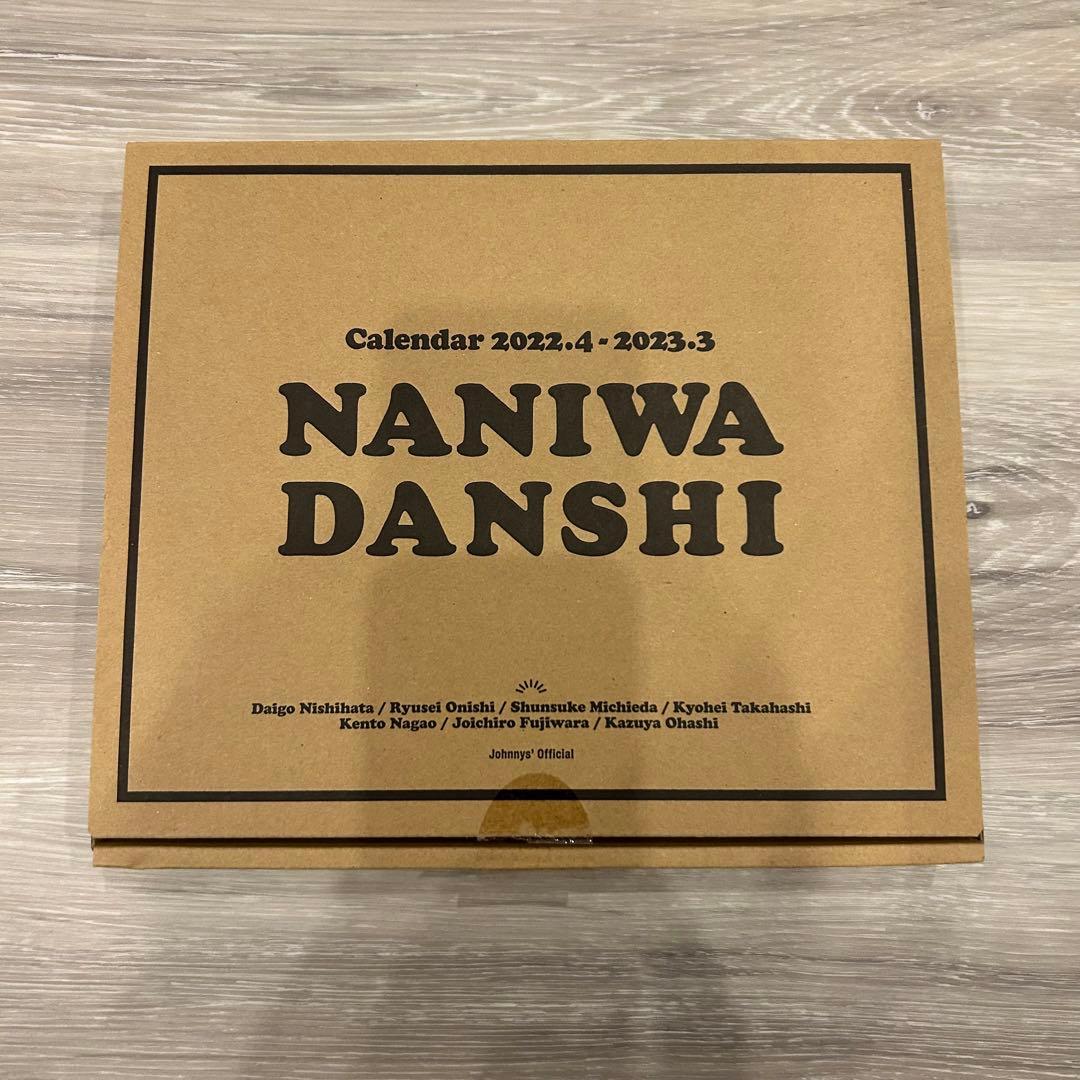 Calendar 2022.4-2023.3
NANIWA
DANSHI
Daigo Nishihata / Ryusei Onishi / Shunsuke Michieda / Kyohei Takahashi
Kento Nagao / Joichiro Fujiwara / Kazuya Ohashi
Johnnys' Official